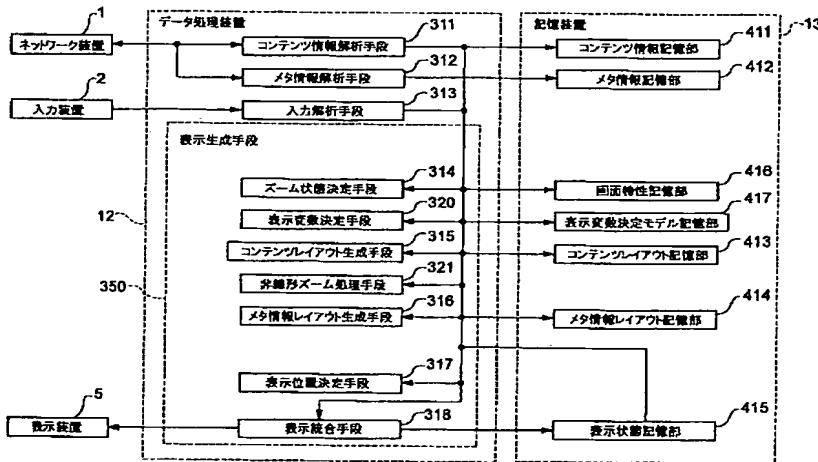 1
ネットワーク装置
2
入力装置
12
350
5
表示装置
データ処理装置
311
コンテンツ情報解析手段
312
メタ情報解析手段
313
入力解析手段
表示生成手段
314
ズーム状態決定手段
320
表示変数決定手段
315
コンテンツレイアウト生成手段
321
非線形ズーム処理手段
316
メタ情報レイアウト生成手段
317
表示位置決定手段
318
表示統合手段
記憶装置
13
411
コンテンツ情報記憶部
412
メタ情報記憶部
416
画面特性記憶部
417
表示変数決定モデル記憶部
413
コンテンツレイアウト記憶部
414
メタ情報レイアウト記憶部
415
表示状態記憶部